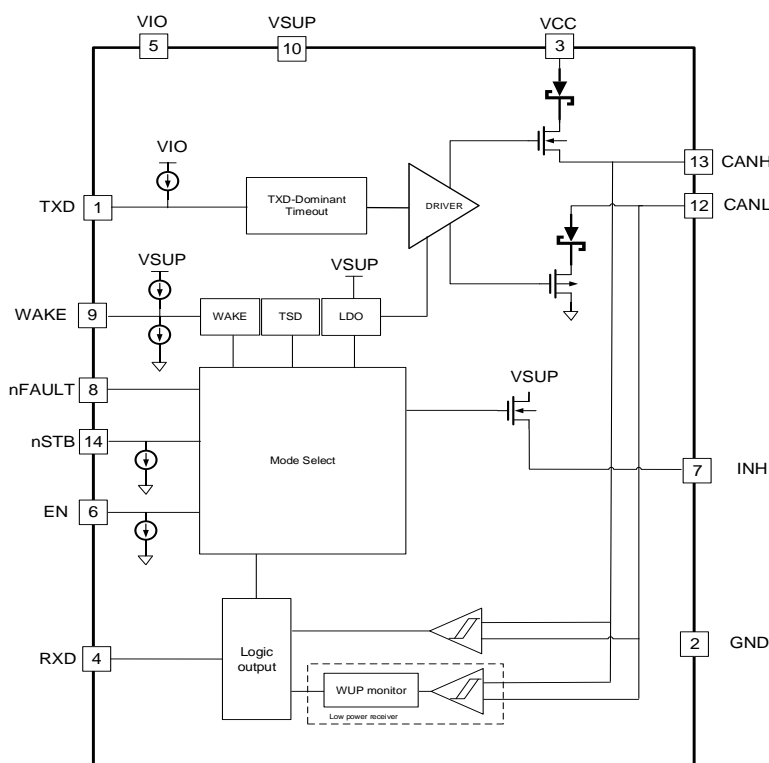 VIO
VSUP
VCC
5
10
3
VIO
CANH
13
TXD
1
TXD-Dominant
Timeout
DRIVER
CANL
12
VSUP
VSUP
WAKE
9
WAKE
TSD
LDO
nFAULT
8
VSUP
nSTB
14
Mode Select
7
INH
EN
6
2
GND
RXD
4
Logic
output
WUP monitor
Low power receiver